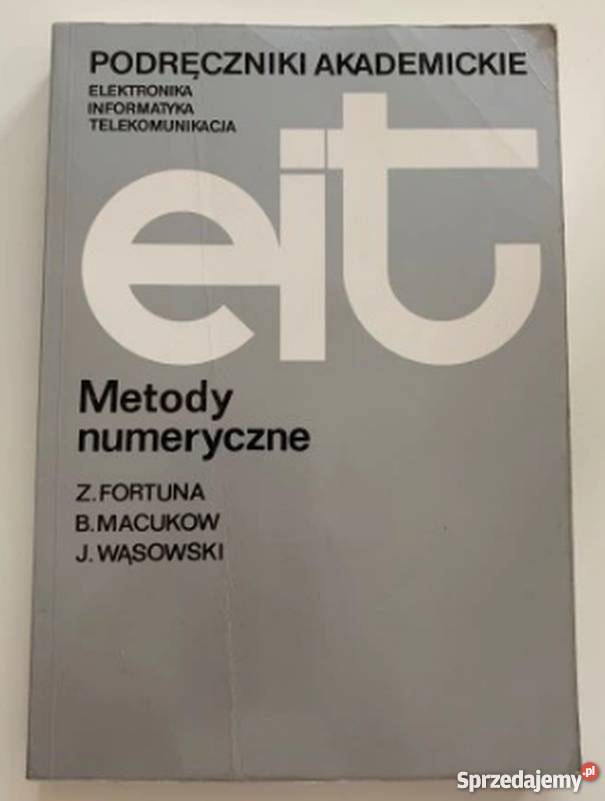 PODRĘCZNIKI AKADEMICKIE
ELEKTRONIKA
INFORMATYKA
TELEKOMUNIKACJA
eit
Metody
numeryczne
Z. FORTUNA
B. MACUKOW
J. WĄSOWSKI
Sprzedajemy.pl